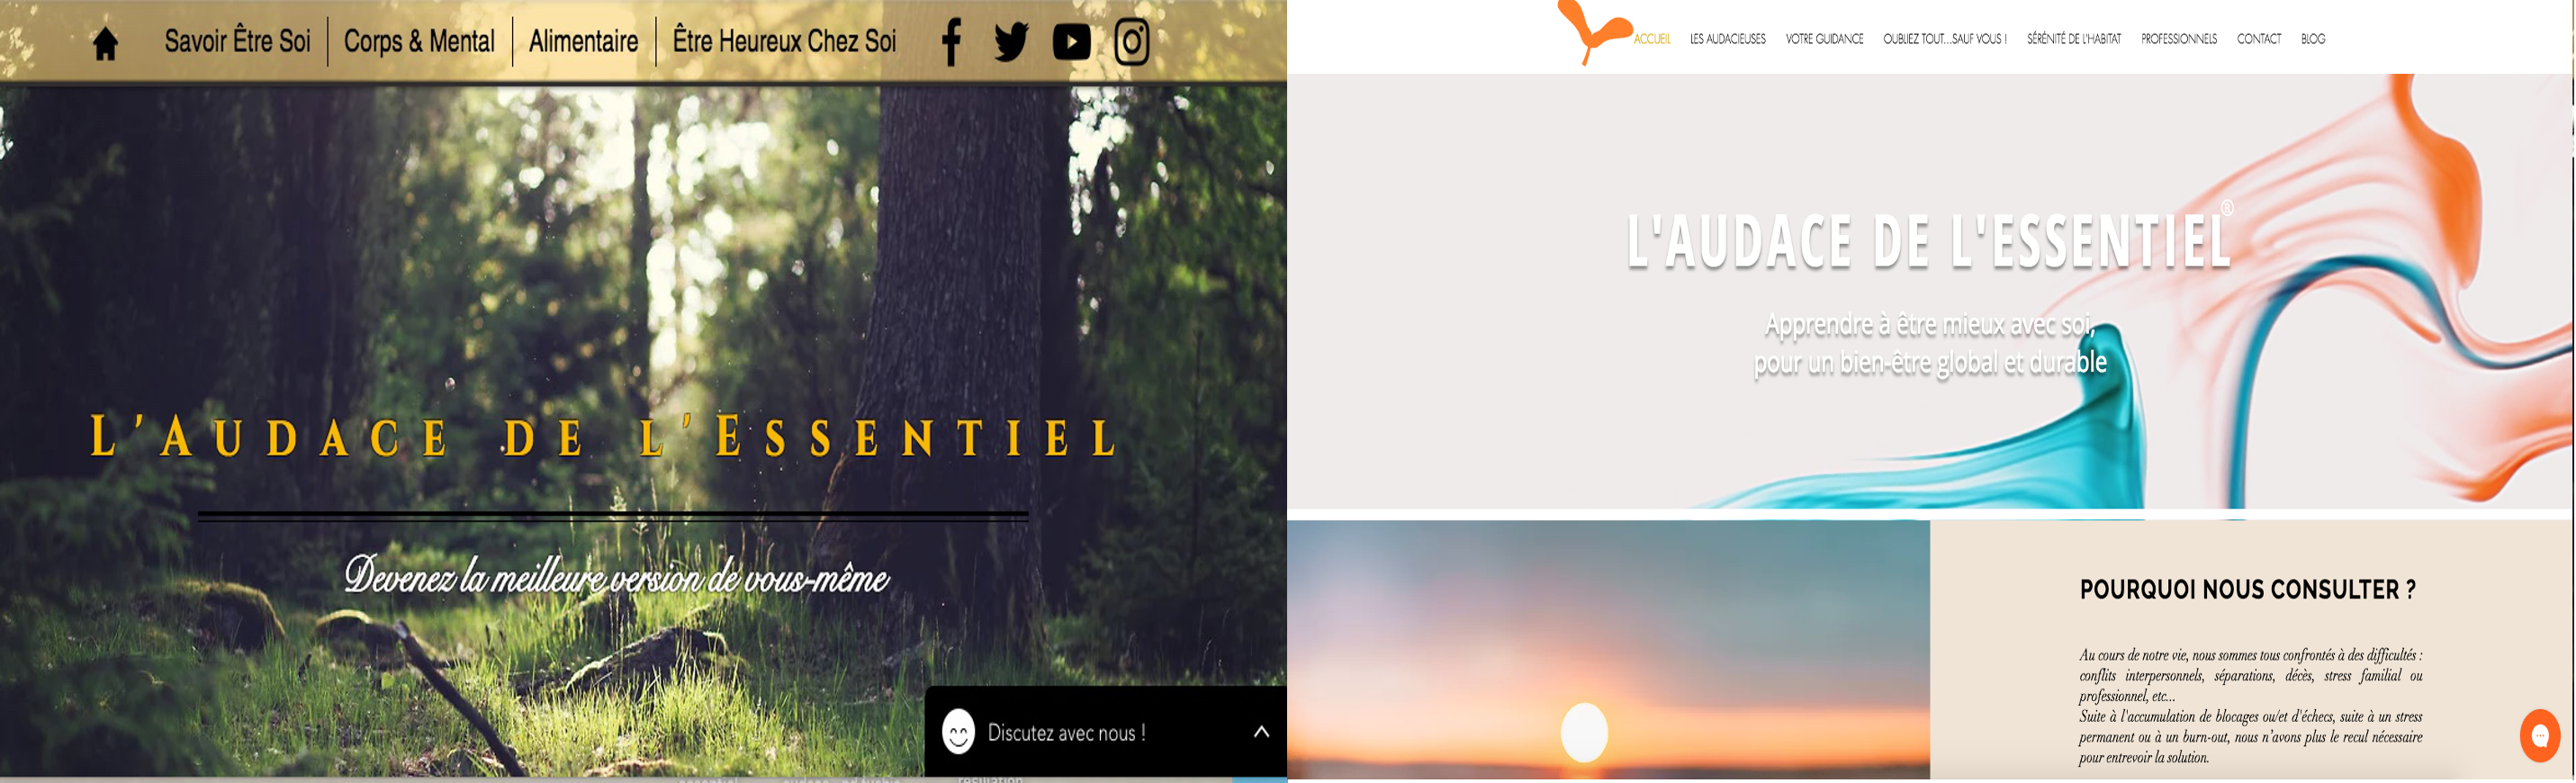 Savoir Être Soi
Corps & Mental
Alimentaire
Être Heureux Chez Soi
L'Audace de l'Essentiel
Devenez la meilleure version de vous-même
Discutez avec nous !
ACCUEIL
LES AUDACIEUSES
VOTRE GUIDANCE
OUBLIEZ TOUT...SAUF VOUS !
SÉRÉNITÉ DE L'HABITAT
PROFESSIONNELS
CONTACT
BLOG
L'AUDACE DE L'ESSENTIEL®
Apprendre à être mieux avec soi,
pour un bien-être global et durable
POURQUOI NOUS CONSULTER ?
Au cours de notre vie, nous sommes tous confrontés à des difficultés :
conflits interpersonnels, séparations, décès, stress familial ou
professionnel, etc...
Suite à l'accumulation de blocages ou/et d'échecs, suite à un stress
permanent ou à un burn-out, nous n'avons plus le recul nécessaire
pour entrevoir la solution.